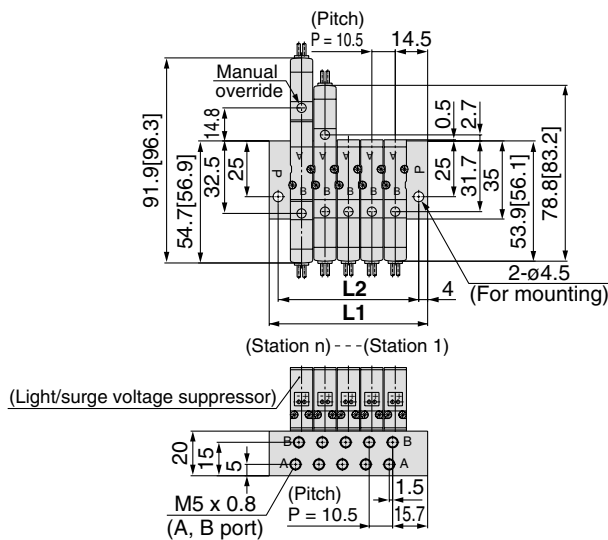 (Pitch)
P = 10.5
14.5
Manual
override
14.8
0.5
2.7
91.9[96.3]
54.7[56.9]
32.5
25
A
A
A
A
A
P
P
B
B
B
B
B
25
31.7
35
53.9[56.1]
78.8[83.2]
2-ø4.5
(For mounting)
L2
4
L1
(Station n) - - - (Station 1)
(Light/surge voltage suppressor)
20
15
5
B
B
A
A
M5 x 0.8
(A, B port)
(Pitch)
P = 10.5
1.5
15.7